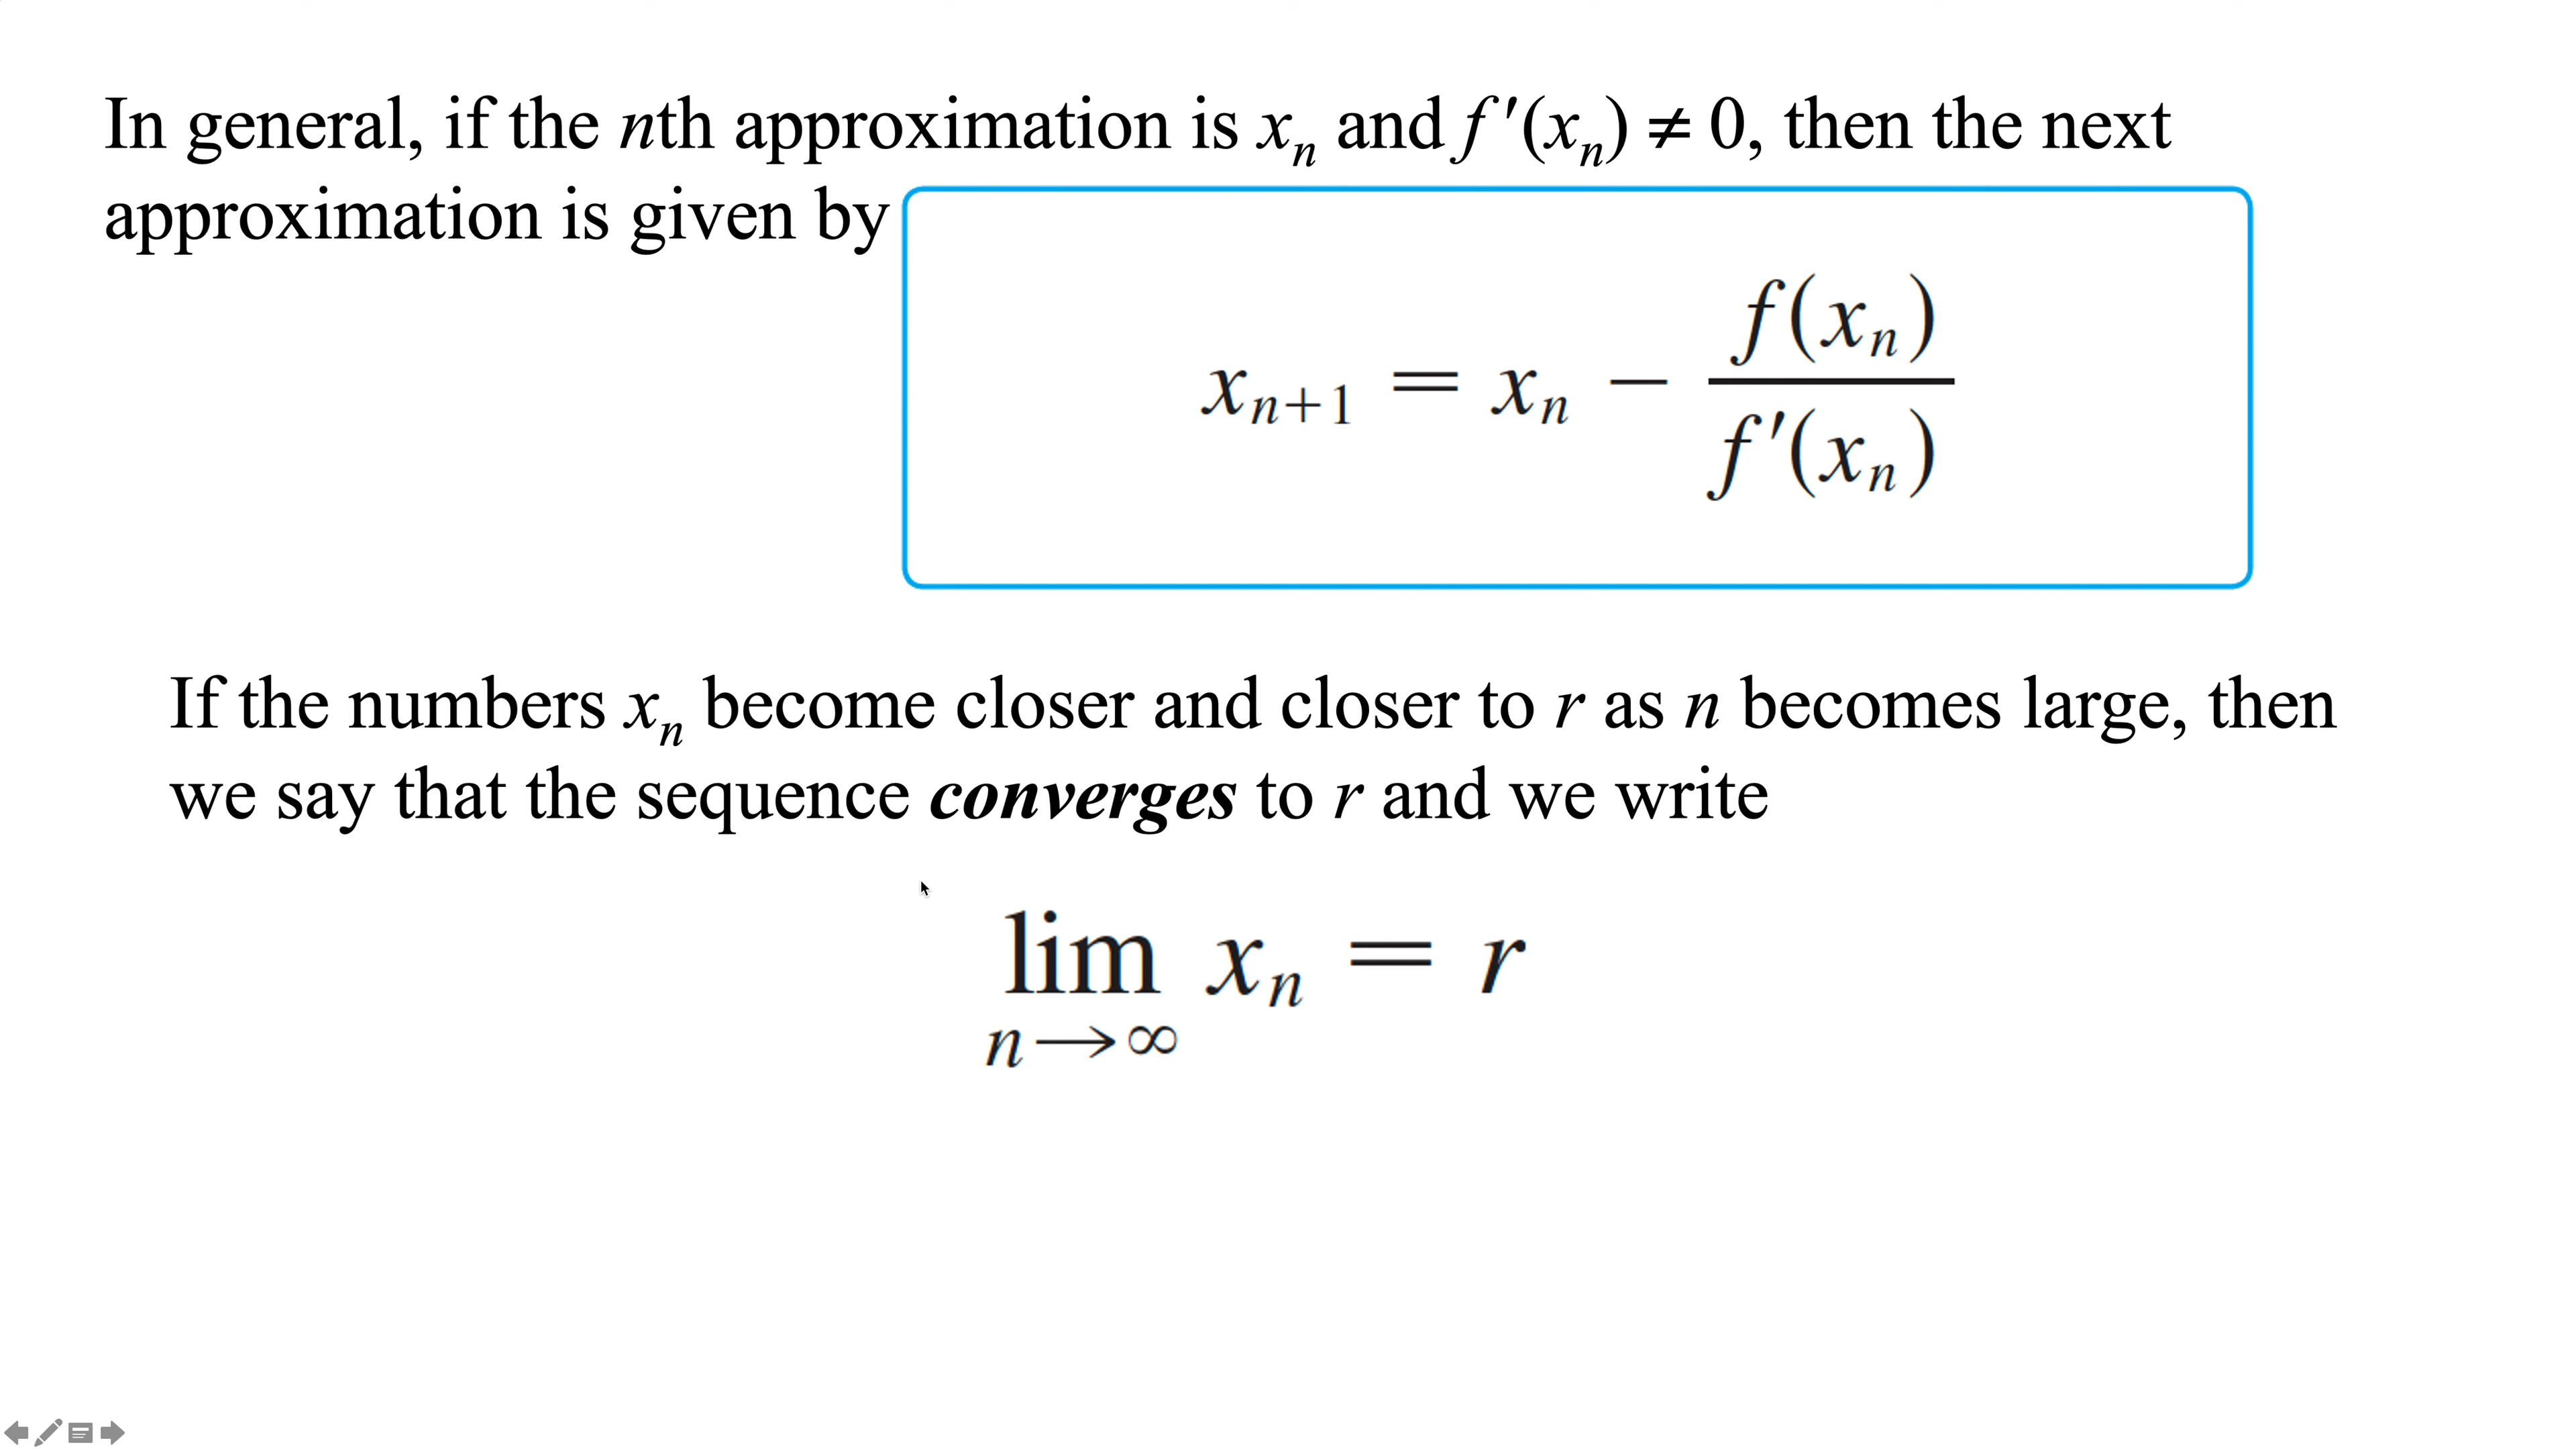 In general, if the nth approximation is xₙ and f ′(xₙ) ≠ 0, then the next
approximation is given by
xₙ₊₁ = xₙ − f(xₙ) / f′(xₙ)
If the numbers xₙ become closer and closer to r as n becomes large, then
we say that the sequence converges to r and we write
lim xₙ = r
n→∞